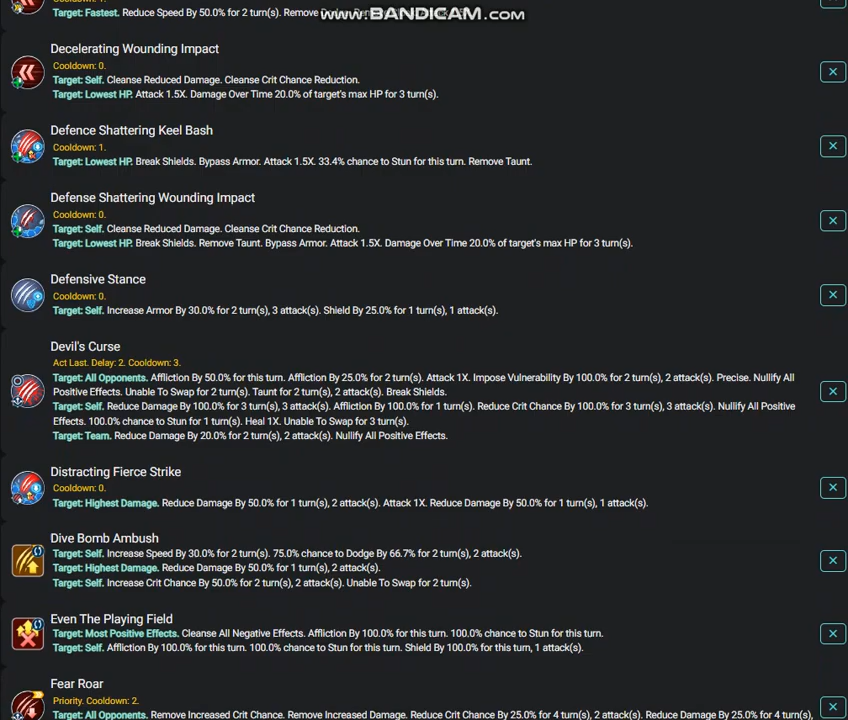 Target: Fastest. Reduce Speed By 50.0% for 2 turn(s). Remove
www.BANDICAM.com
Decelerating Wounding Impact
Cooldown: 0.
Target: Self. Cleanse Reduced Damage. Cleanse Crit Chance Reduction.
Target: Lowest HP. Attack 1.5X. Damage Over Time 20.0% of target's max HP for 3 turn(s).
Defence Shattering Keel Bash
Cooldown: 1.
Target: Lowest HP. Break Shields. Bypass Armor. Attack 1.5X. 33.4% chance to Stun for this turn. Remove Taunt.
Defense Shattering Wounding Impact
Cooldown: 0.
Target: Self. Cleanse Reduced Damage. Cleanse Crit Chance Reduction.
Target: Lowest HP. Break Shields. Remove Taunt. Bypass Armor. Attack 1.5X. Damage Over Time 20.0% of target's max HP for 3 turn(s).
Defensive Stance
Cooldown: 0.
Target: Self. Increase Armor By 30.0% for 2 turn(s), 3 attack(s). Shield By 25.0% for 1 turn(s), 1 attack(s).
Devil's Curse
Act Last. Delay: 2. Cooldown: 3.
Target: All Opponents. Affliction By 50.0% for this turn. Affliction By 25.0% for 2 turn(s). Attack 1X. Impose Vulnerability By 100.0% for 2 turn(s), 2 attack(s). Precise. Nullify All
Positive Effects. Unable To Swap for 2 turn(s). Taunt for 2 turn(s), 2 attack(s). Break Shields.
Target: Self. Reduce Damage By 100.0% for 3 turn(s), 3 attack(s). Affliction By 100.0% for 1 turn(s). Reduce Crit Chance By 100.0% for 3 turn(s), 3 attack(s). Nullify All Positive
Effects. 100.0% chance to Stun for 1 turn(s). Heal 1X. Unable To Swap for 3 turn(s).
Target: Team. Reduce Damage By 20.0% for 2 turn(s), 2 attack(s). Nullify All Positive Effects.
Distracting Fierce Strike
Cooldown: 0.
Target: Highest Damage. Reduce Damage By 50.0% for 1 turn(s), 2 attack(s). Attack 1X. Reduce Damage By 50.0% for 1 turn(s), 1 attack(s).
Dive Bomb Ambush
Target: Self. Increase Speed By 30.0% for 2 turn(s). 75.0% chance to Dodge By 66.7% for 2 turn(s), 2 attack(s).
Target: Highest Damage. Reduce Damage By 50.0% for 1 turn(s), 2 attack(s).
Target: Self. Increase Crit Chance By 50.0% for 2 turn(s), 2 attack(s). Unable To Swap for 2 turn(s).
Even The Playing Field
Target: Most Positive Effects. Cleanse All Negative Effects. Affliction By 100.0% for this turn. 100.0% chance to Stun for this turn.
Target: Self. Affliction By 100.0% for this turn. 100.0% chance to Stun for this turn. Shield By 100.0% for this turn, 1 attack(s).
Fear Roar
Priority. Cooldown: 2.
Target: All Opponents. Remove Increased Crit Chance. Remove Increased Damage. Reduce Crit Chance By 25.0% for 4 turn(s), 2 attack(s). Reduce Damage By 25.0% for 4 turn(s),